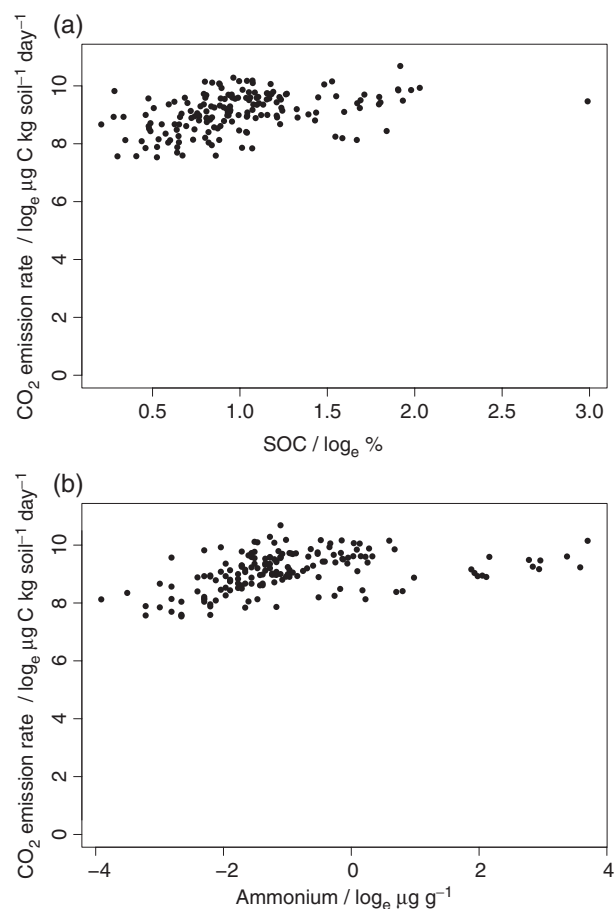 (a)
CO₂ emission rate / logₑ µg C kg soil⁻¹ day⁻¹
10
8
6
4
2
0
0.5 1.0 1.5 2.0 2.5 3.0
SOC / logₑ %
(b)
CO₂ emission rate / logₑ µg C kg soil⁻¹ day⁻¹
10
8
6
4
2
0
−4 −2 0 2 4
Ammonium / logₑ µg g⁻¹